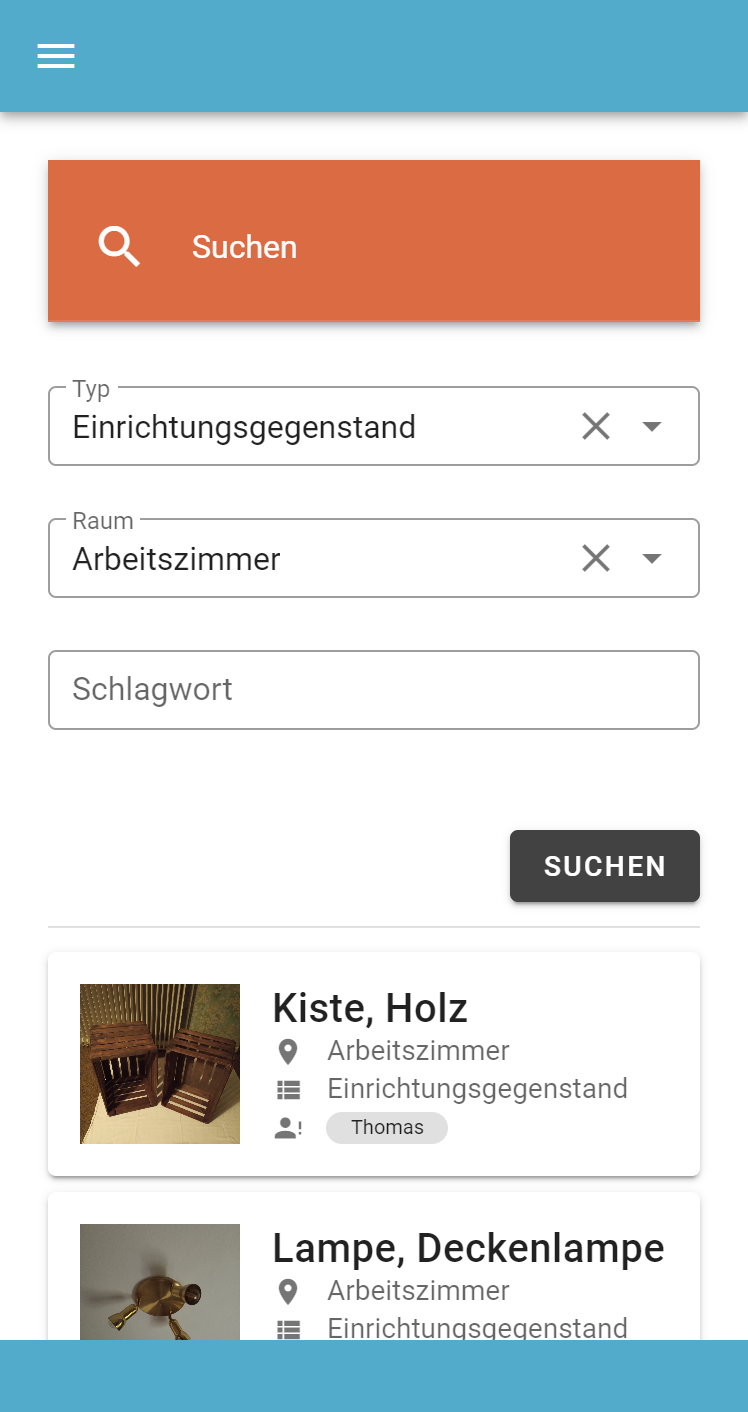 Suchen
Typ
Einrichtungsgegenstand
Raum
Arbeitszimmer
Schlagwort
SUCHEN
Kiste, Holz
Arbeitszimmer
Einrichtungsgegenstand
Thomas
Lampe, Deckenlampe
Arbeitszimmer
Einrichtungsgegenstand